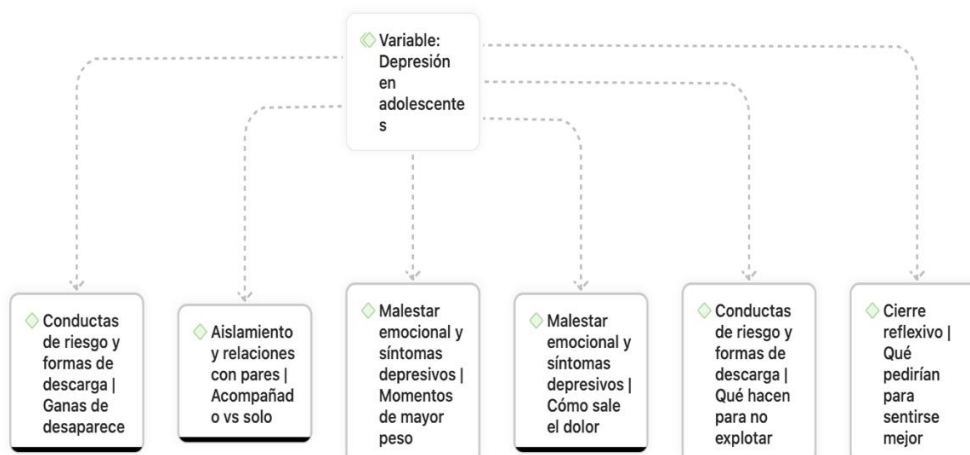 Variable:
Depresión
en
adolescente
s
Conductas
de riesgo y
formas de
descarga |
Ganas de
desaparece
Aislamiento
y relaciones
con pares |
Acompañad
o vs solo
Malestar
emocional y
síntomas
depresivos |
Momentos
de mayor
peso
Malestar
emocional y
síntomas
depresivos |
Cómo sale
el dolor
Conductas
de riesgo y
formas de
descarga |
Qué hacen
para no
explotar
Cierre
reflexivo |
Qué
pedirían
para
sentirse
mejor